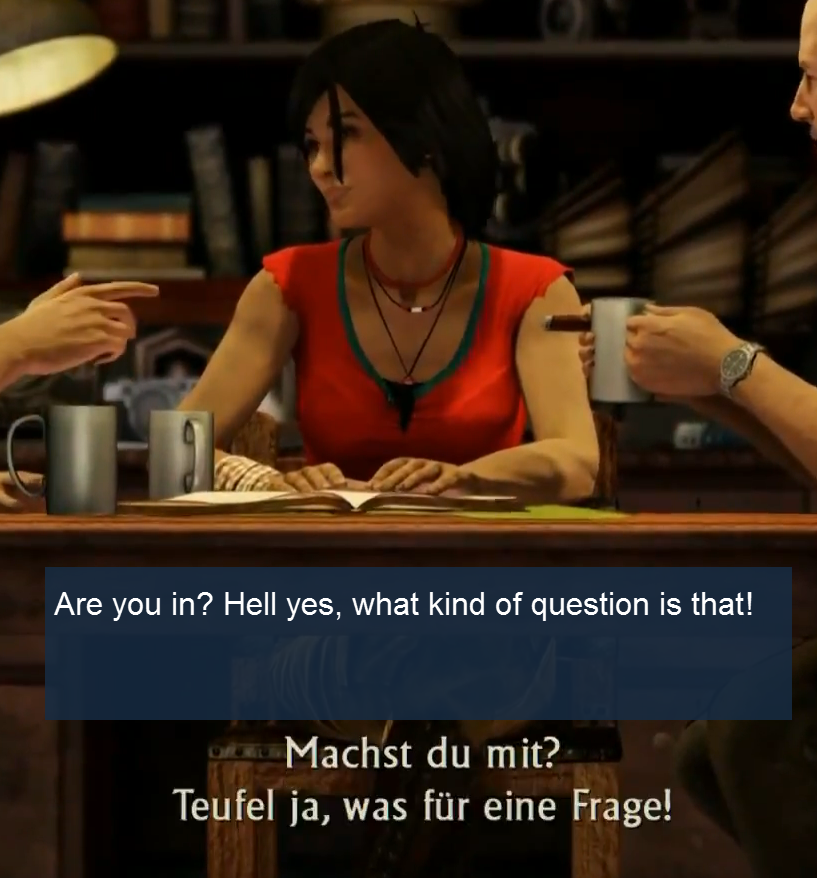 Are you in? Hell yes, what kind of question is that!
Machst du mit?
Teufel ja, was für eine Frage!